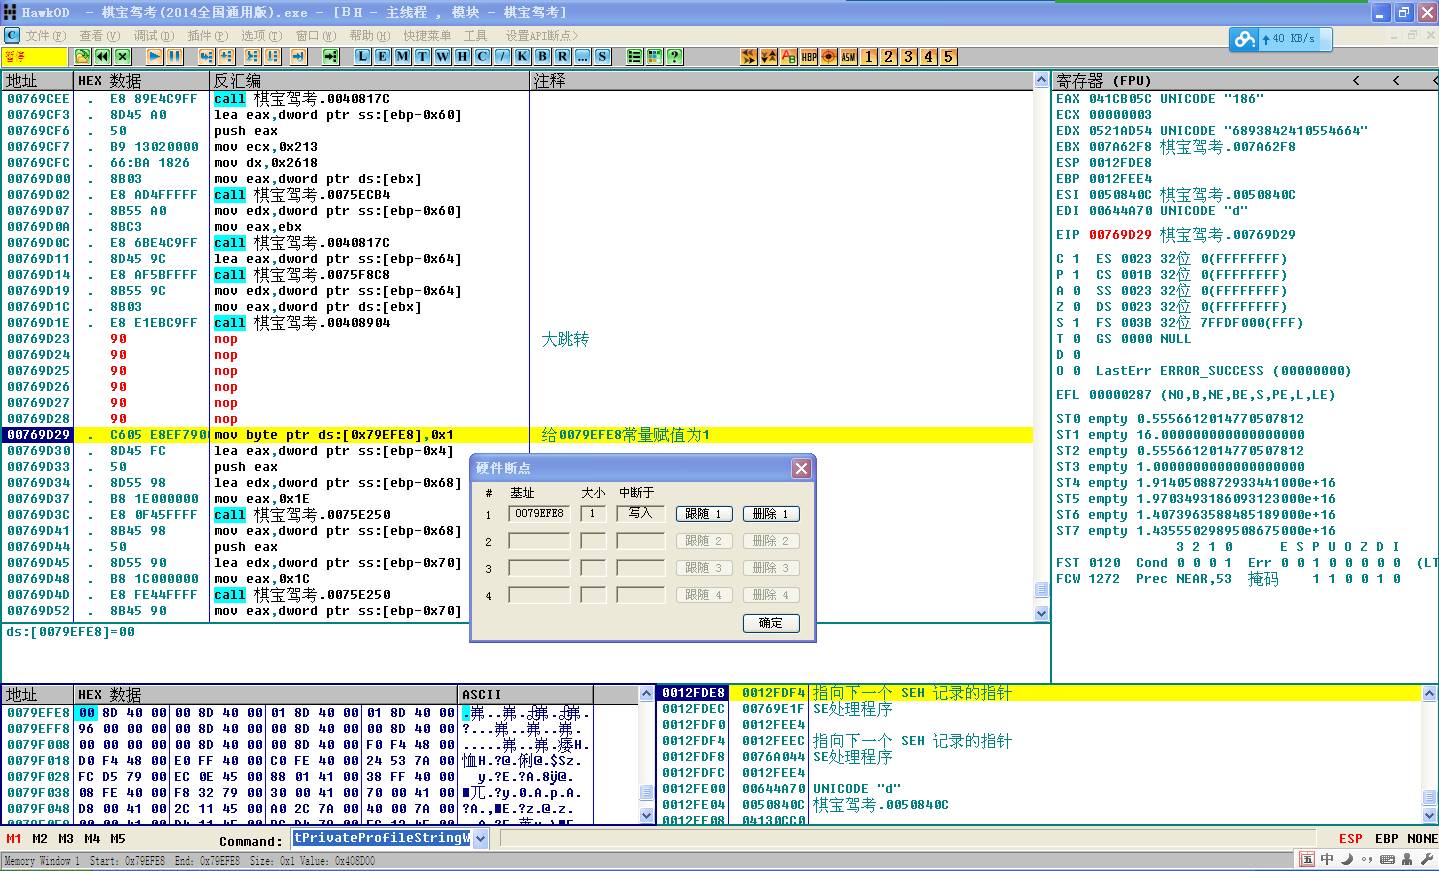 HawkOD - 棋宝驾考(2014全国通用版).exe - [BH - 主线程 , 模块 - 棋宝驾考]
文件(F) 查看(V) 调试(D) 插件(P) 选项(T) 窗口(W) 帮助(H) 快捷菜单 工具 设置API断点>
40 KB/s
暂停 L E M T W H C / K B R ... S ? HBP ASM 1 2 3 4 5
地址 HEX 数据 反汇编 注释
00769CEE . E8 89E4C9FF call 棋宝驾考.0040817C
00769CF3 . 8D45 A0 lea eax,dword ptr ss:[ebp-0x60]
00769CF6 . 50 push eax
00769CF7 . B9 13020000 mov ecx,0x213
00769CFC . 66:BA 1826 mov dx,0x2618
00769D00 . 8B03 mov eax,dword ptr ds:[ebx]
00769D02 . E8 AD4FFFFF call 棋宝驾考.0075ECB4
00769D07 . 8B55 A0 mov edx,dword ptr ss:[ebp-0x60]
00769D0A . 8BC3 mov eax,ebx
00769D0C . E8 6BE4C9FF call 棋宝驾考.0040817C
00769D11 . 8D45 9C lea eax,dword ptr ss:[ebp-0x64]
00769D14 . E8 AF5BFFFF call 棋宝驾考.0075F8C8
00769D19 . 8B55 9C mov edx,dword ptr ss:[ebp-0x64]
00769D1C . 8B03 mov eax,dword ptr ds:[ebx]
00769D1E . E8 E1EBC9FF call 棋宝驾考.00408904
00769D23 90 nop 大跳转
00769D24 90 nop
00769D25 90 nop
00769D26 90 nop
00769D27 90 nop
00769D28 90 nop
00769D29 . C605 E8EF790 mov byte ptr ds:[0x79EFE8],0x1 给0079EFE8常量赋值为1
00769D30 . 8D45 FC lea eax,dword ptr ss:[ebp-0x4]
00769D33 . 50 push eax
00769D34 . 8D55 98 lea edx,dword ptr ss:[ebp-0x68]
00769D37 . B8 1E000000 mov eax,0x1E
00769D3C . E8 0F45FFFF call 棋宝驾考.0075E250
00769D41 . 8B45 98 mov eax,dword ptr ss:[ebp-0x68]
00769D44 . 50 push eax
00769D45 . 8D55 90 lea edx,dword ptr ss:[ebp-0x70]
00769D48 . B8 1C000000 mov eax,0x1C
00769D4D . E8 FE44FFFF call 棋宝驾考.0075E250
00769D52 . 8B45 90 mov eax,dword ptr ss:[ebp-0x70]
ds:[0079EFE8]=00
寄存器 (FPU) < < <
EAX 041CB05C UNICODE "186"
ECX 00000003
EDX 0521AD54 UNICODE "6893842410554664"
EBX 007A62F8 棋宝驾考.007A62F8
ESP 0012FDE8
EBP 0012FEE4
ESI 0050840C 棋宝驾考.0050840C
EDI 00644A70 UNICODE "d"
EIP 00769D29 棋宝驾考.00769D29
C 1 ES 0023 32位 0(FFFFFFFF)
P 1 CS 001B 32位 0(FFFFFFFF)
A 0 SS 0023 32位 0(FFFFFFFF)
Z 0 DS 0023 32位 0(FFFFFFFF)
S 1 FS 003B 32位 7FFDF000(FFF)
T 0 GS 0000 NULL
D 0
O 0 LastErr ERROR_SUCCESS (00000000)
EFL 00000287 (NO,B,NE,BE,S,PE,L,LE)
ST0 empty 0.5556612014770507812
ST1 empty 16.000000000000000000
ST2 empty 0.5556612014770507812
ST3 empty 1.0000000000000000000
ST4 empty 1.9140508872933441000e+16
ST5 empty 1.9703493186093123000e+16
ST6 empty 1.4073963588485189000e+16
ST7 empty 1.4355502989508675000e+16
3 2 1 0 E S P U O Z D I
FST 0120 Cond 0 0 0 1 Err 0 0 1 0 0 0 0 0 (LT
FCW 1272 Prec NEAR,53 掩码 1 1 0 0 1 0
硬件断点
# 基址 大小 中断于
1 0079EFE8 1 写入 跟随 1 删除 1
2 跟随 2 删除 2
3 跟随 3 删除 3
4 跟随 4 删除 4
确定
地址 HEX 数据 ASCII
0079EFE8 00 8D 40 00 00 8D 40 00 01 8D 40 00 01 8D 40 00
0079EFF8 96 00 00 00 00 8D 40 00 00 8D 40 00 00 8D 40 00
0079F008 00 00 00 00 00 8D 40 00 00 8D 40 00 F0 F4 48 00
0079F018 D0 F4 48 00 E0 FF 40 00 C0 FE 40 00 24 53 7A 00
0079F028 FC D5 79 00 EC 0E 45 00 88 01 41 00 38 FF 40 00
0079F038 08 FE 40 00 F8 32 79 00 30 00 41 00 70 00 41 00
0079F048 D8 00 41 00 2C 11 45 00 A0 2C 7A 00 40 00 7A 00
0012FDE8 0012FDF4 指向下一个 SEH 记录的指针
0012FDEC 00769E1F SE处理程序
0012FDF0 0012FEE4
0012FDF4 0012FEEC 指向下一个 SEH 记录的指针
0012FDF8 0076A044 SE处理程序
0012FDFC 0012FEE4
0012FE00 00644A70 UNICODE "d"
0012FE04 0050840C 棋宝驾考.0050840C
0012FE08 04130CC0
M1 M2 M3 M4 M5 Command: tPrivateProfileStringW ESP EBP NONE
Memory Window 1 Start: 0x79EFE8 End: 0x79EFE8 Size: 0x1 Value: 0x408D00
五 中